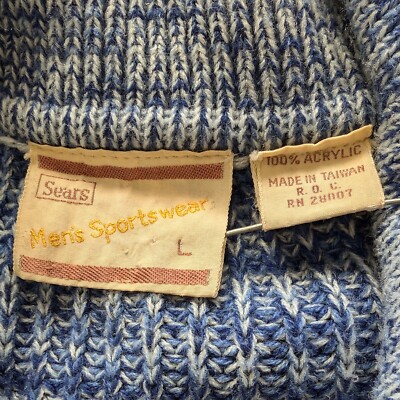 Sears
Men's Sportswear
L
100% ACRYLIC
MADE IN TAIWAN
R. O. C.
RN 28007